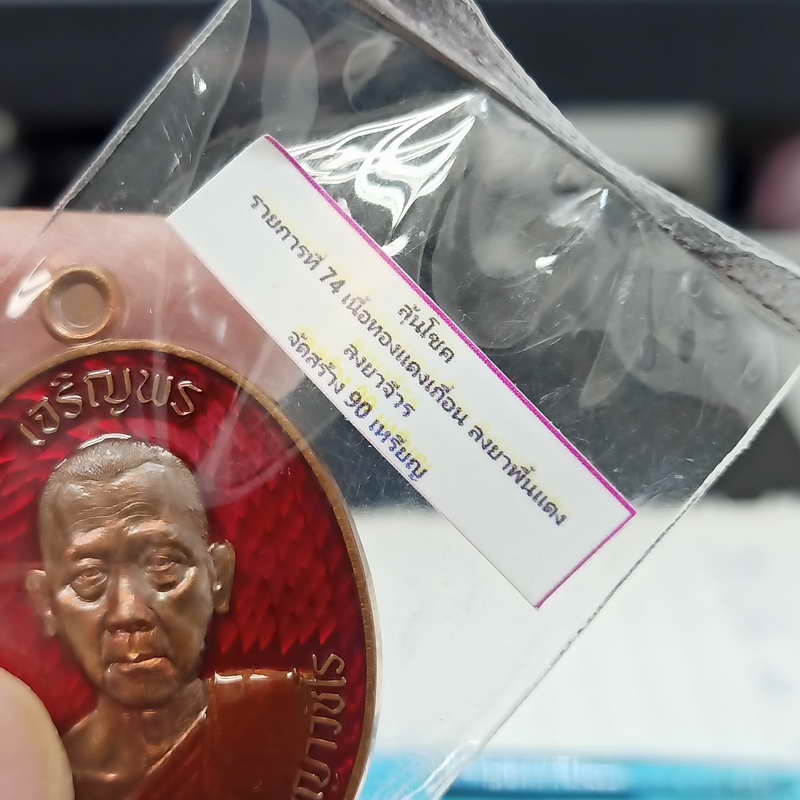 ลุ้นโชค
รายการที่ 74 เนื้อทองแดงเถื่อน ลงยาพื้นแดง
ลงยาจีวร
จัดสร้าง 90 เหรียญ
เจริญพร